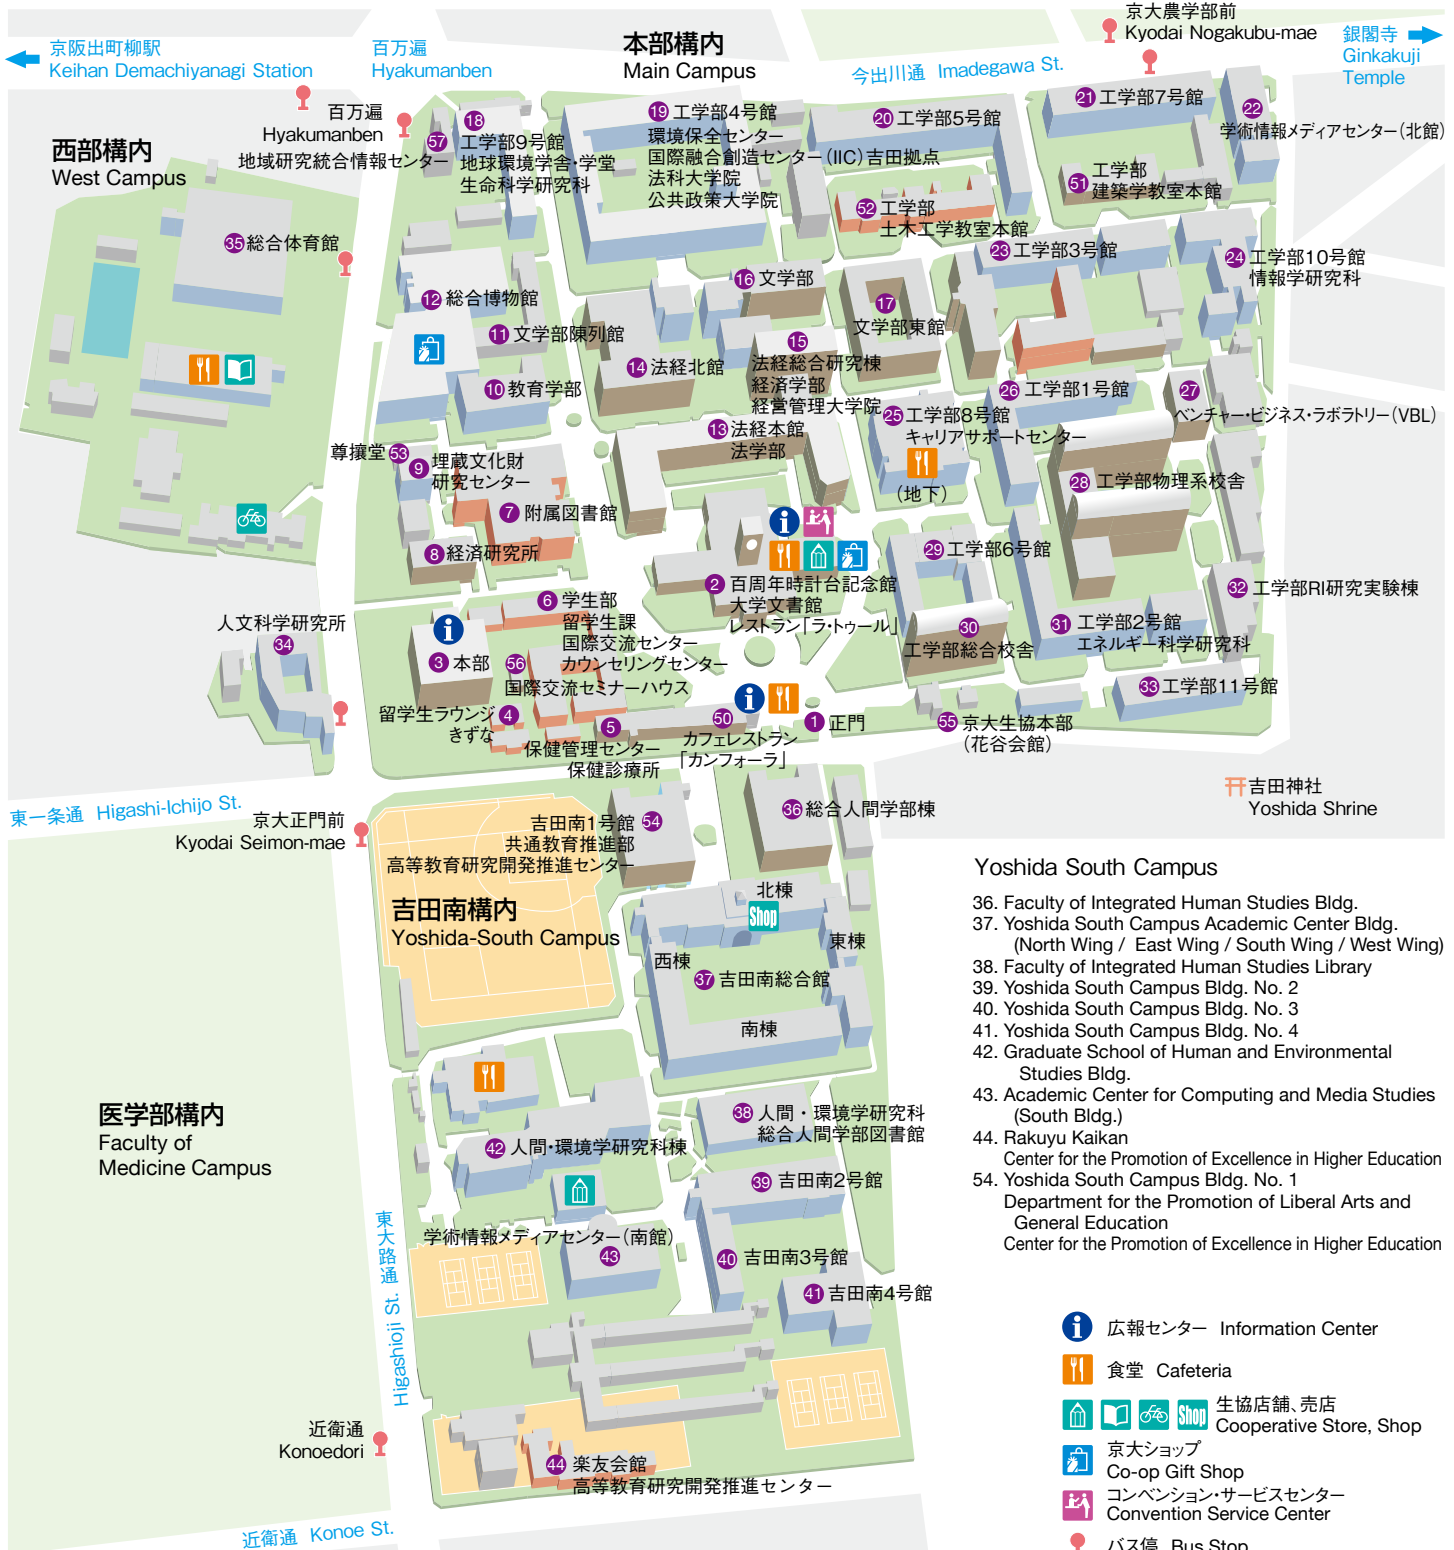 京大農学部前
Kyodai Nogakubu-mae
銀閣寺
Ginkakuji
Temple
京阪出町柳駅
Keihan Demachiyanagi Station
百万遍
Hyakumanben
本部構内
Main Campus
今出川通 Imadegawa St.
百万遍
Hyakumanben
西部構内
West Campus
57
地域研究統合情報センター
18
工学部9号館
地球環境学舎・学堂
生命科学研究科
19 工学部4号館
環境保全センター
国際融合創造センター(IIC)吉田拠点
法科大学院
公共政策大学院
20 工学部5号館
21 工学部7号館
22
学術情報メディアセンター(北館)
51 工学部
建築学教室本館
52 工学部
土木工学教室本館
35 総合体育館
23 工学部3号館
24 工学部10号館
情報学研究科
16 文学部
17
文学部東館
12 総合博物館
11 文学部陳列館
15
法経総合研究棟
経済学部
経営管理大学院
14 法経北館
10 教育学部
26 工学部1号館
27
ベンチャー・ビジネス・ラボラトリー(VBL)
25 工学部8号館
キャリアサポートセンター
(地下)
13 法経本館
法学部
尊攘堂 53
9 埋蔵文化財
研究センター
28 工学部物理系校舎
7 附属図書館
8 経済研究所
29 工学部6号館
2 百周年時計台記念館
大学文書館
レストラン「ラ・トゥール」
32 工学部RI研究実験棟
6 学生部
留学生課
国際交流センター
カウンセリングセンター
人文科学研究所
34
3 本部
56
国際交流セミナーハウス
30
工学部総合校舎
31 工学部2号館
エネルギー科学研究科
33 工学部11号館
留学生ラウンジ 4
きずな
5
保健管理センター
保健診療所
50
カフェレストラン
「カンフォーラ」
1 正門
55 京大生協本部
(花谷会館)
吉田神社
Yoshida Shrine
東一条通 Higashi-Ichijo St.
京大正門前
Kyodai Seimon-mae
吉田南1号館 54
共通教育推進部
高等教育研究開発推進センター
36 総合人間学部棟
吉田南構内
Yoshida-South Campus
北棟
Shop
東棟
西棟
37 吉田南総合館
南棟
Yoshida South Campus
36. Faculty of Integrated Human Studies Bldg.
37. Yoshida South Campus Academic Center Bldg.
(North Wing / East Wing / South Wing / West Wing)
38. Faculty of Integrated Human Studies Library
39. Yoshida South Campus Bldg. No. 2
40. Yoshida South Campus Bldg. No. 3
41. Yoshida South Campus Bldg. No. 4
42. Graduate School of Human and Environmental
Studies Bldg.
43. Academic Center for Computing and Media Studies
(South Bldg.)
44. Rakuyu Kaikan
Center for the Promotion of Excellence in Higher Education
54. Yoshida South Campus Bldg. No. 1
Department for the Promotion of Liberal Arts and
General Education
Center for the Promotion of Excellence in Higher Education
医学部構内
Faculty of
Medicine Campus
38 人間・環境学研究科
総合人間学部図書館
42 人間・環境学研究科棟
39 吉田南2号館
学術情報メディアセンター(南館)
43
40 吉田南3号館
41 吉田南4号館
東大路通 Higashioji St.
近衛通
Konoedori
44 楽友会館
高等教育研究開発推進センター
近衛通 Konoe St.
広報センター Information Center
食堂 Cafeteria
Shop 生協店舗、売店
Cooperative Store, Shop
京大ショップ
Co-op Gift Shop
コンベンション・サービスセンター
Convention Service Center
バス停 Bus Stop